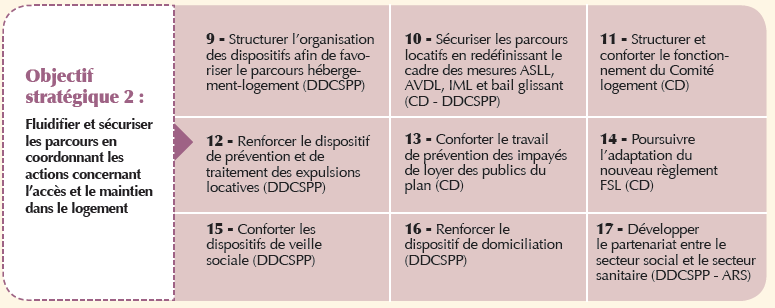 Objectif
stratégique 2 :
Fluidifier et sécuriser
les parcours en
coordonnant les
actions concernant
l'accès et le maintien
dans le logement
9 - Structurer l'organisation
des dispositifs afin de favo-
riser le parcours héberge-
ment-logement (DDCSPP)
10 - Sécuriser les parcours
locatifs en redéfinissant le
cadre des mesures ASLL,
AVDL, IML et bail glissant
(CD - DDCSPP)
11 - Structurer et
conforter le fonction-
nement du Comité
logement (CD)
12 - Renforcer le dispositif
de prévention et de
traitement des expulsions
locatives (DDCSPP)
13 - Conforter le travail
de prévention des impayés
de loyer des publics du
plan (CD)
14 - Poursuivre
l'adaptation du
nouveau règlement
FSL (CD)
15 - Conforter les
dispositifs de veille
sociale (DDCSPP)
16 - Renforcer le
dispositif de domiciliation
(DDCSPP)
17 - Développer
le partenariat entre le
secteur social et le secteur
sanitaire (DDCSPP - ARS)